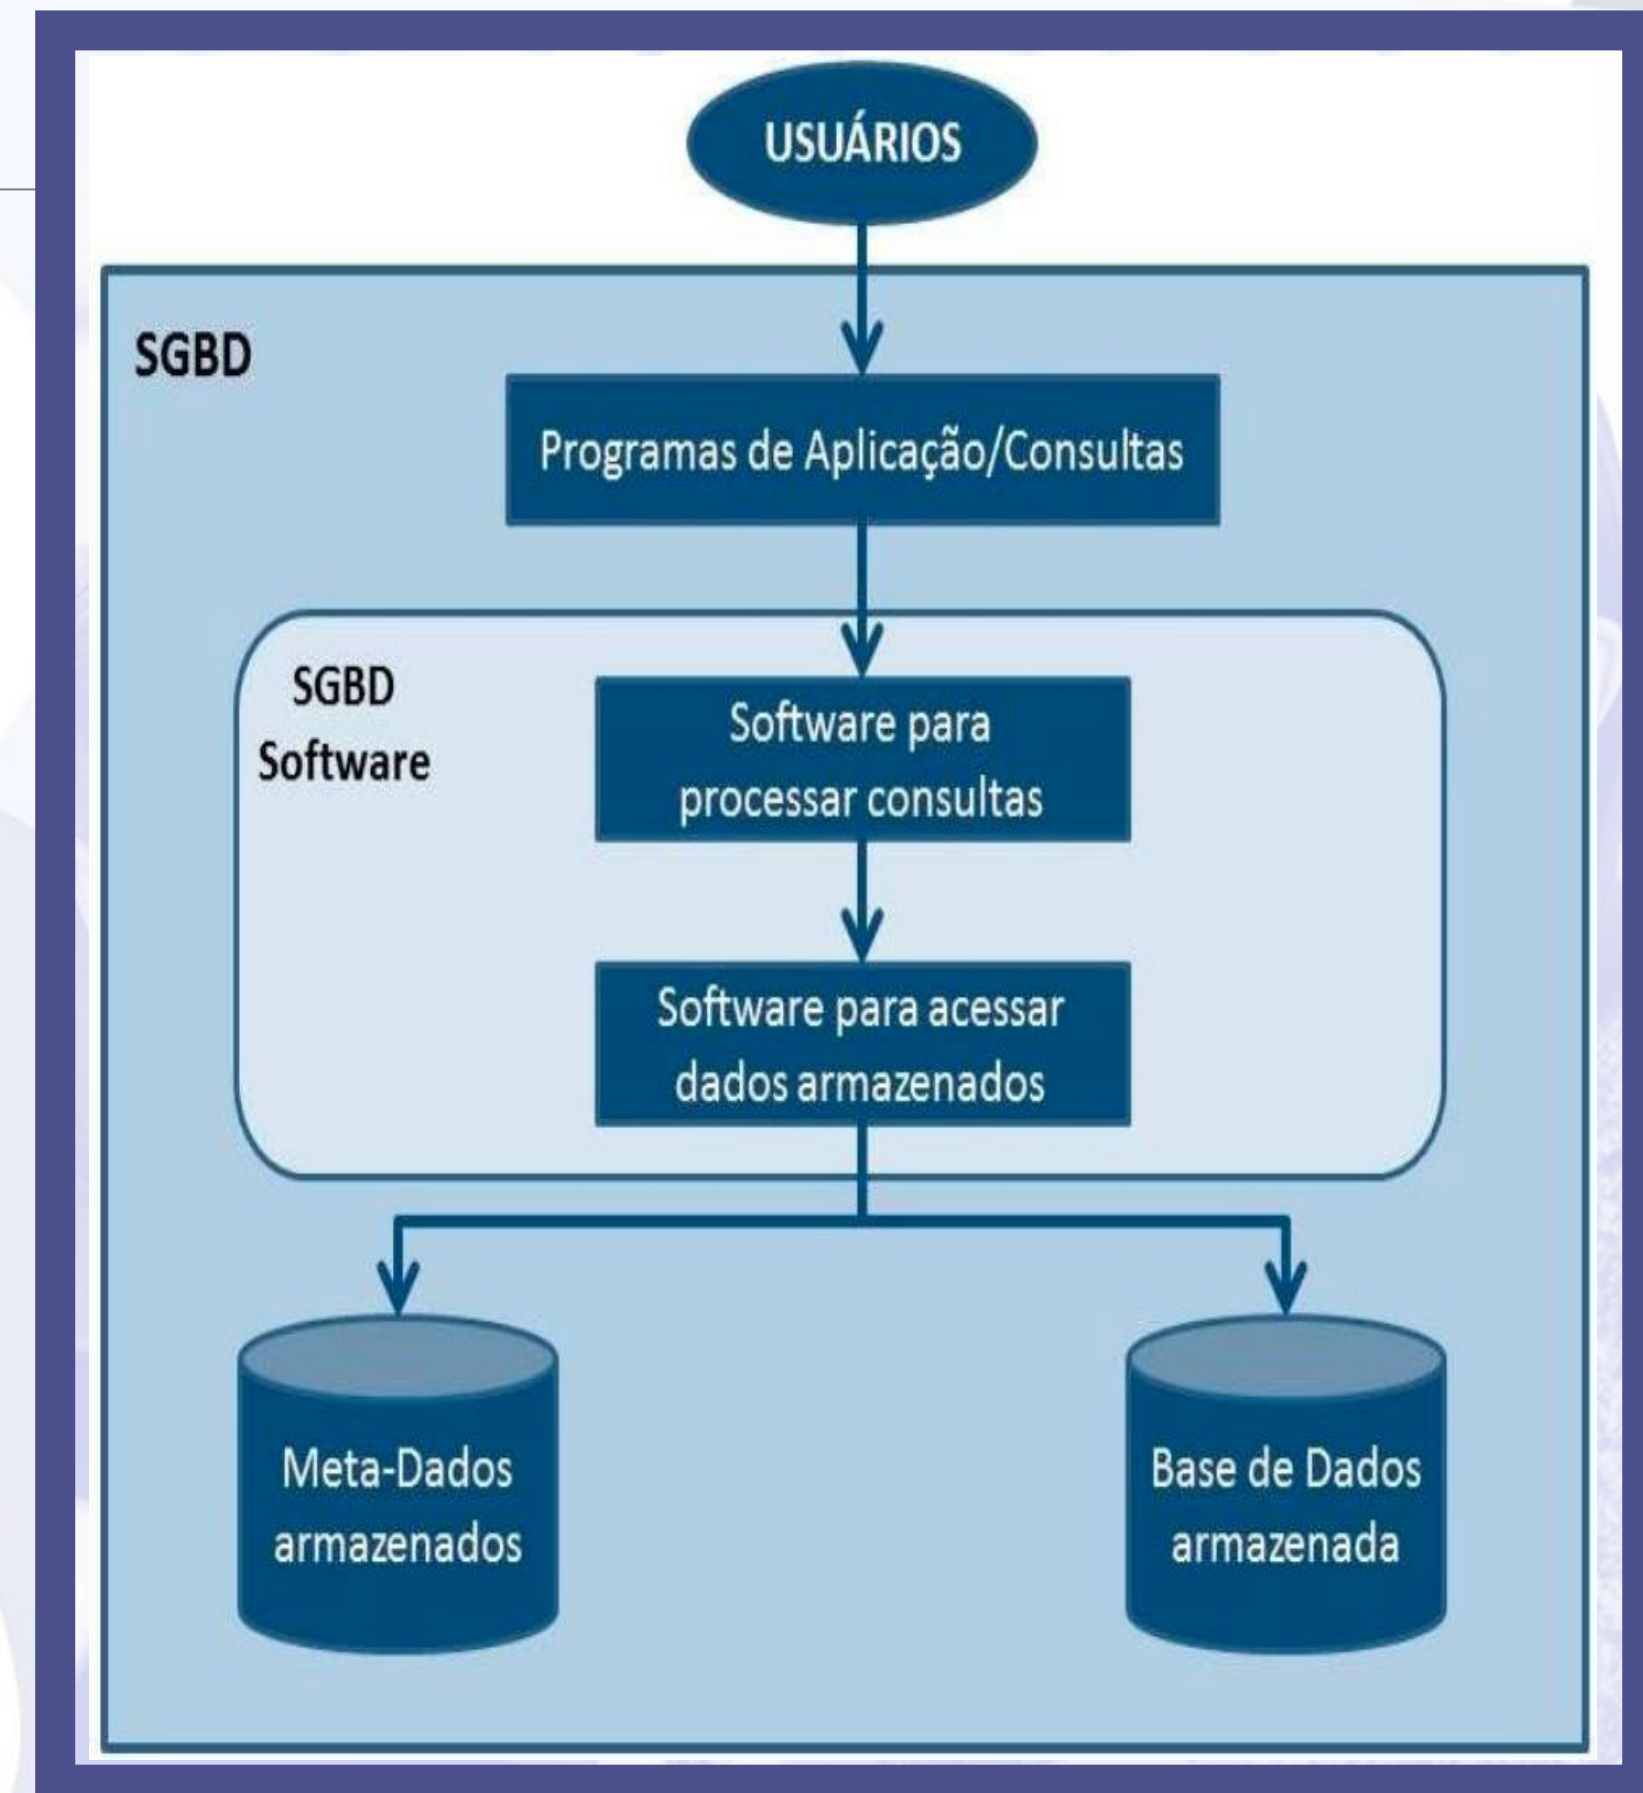 USUÁRIOS
SGBD
Programas de Aplicação/Consultas
SGBD
Software
Software para
processar consultas
Software para acessar
dados armazenados
Meta-Dados
armazenados
Base de Dados
armazenada